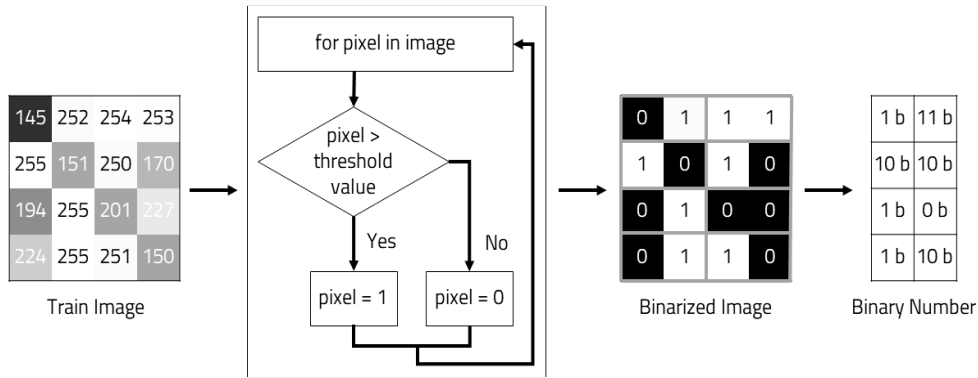 for pixel in image
145 252 254 253
255 151 250 170
194 255 201 227
224 255 251 150
Train Image
pixel >
threshold
value
Yes
No
pixel = 1
pixel = 0
0 1 1 1
1 0 1 0
0 1 0 0
0 1 1 0
Binarized Image
1 b 11 b
10 b 10 b
1 b 0 b
1 b 10 b
Binary Number